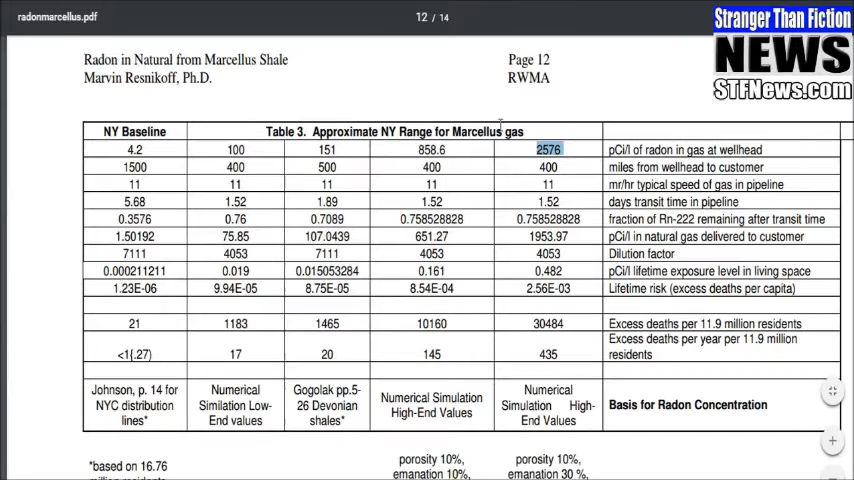 radonmarcellus.pdf
12 / 14
Stranger Than Fiction
NEWS
STFNews.com
Radon in Natural from Marcellus Shale
Page 12
Marvin Resnikoff, Ph.D.
RWMA
NY Baseline Table 3. Approximate NY Range for Marcellus gas
4.2 100 151 858.6 2576 pCi/l of radon in gas at wellhead
1500 400 500 400 400 miles from wellhead to customer
11 11 11 11 11 mr/hr typical speed of gas in pipeline
5.68 1.52 1.89 1.52 1.52 days transit time in pipeline
0.3576 0.76 0.7089 0.758528828 0.758528828 fraction of Rn-222 remaining after transit time
1.50192 75.85 107.0439 651.27 1953.97 pCi/l in natural gas delivered to customer
7111 4053 7111 4053 4053 Dilution factor
0.000211211 0.019 0.015053284 0.161 0.482 pCi/l lifetime exposure level in living space
1.23E-06 9.94E-05 8.75E-05 8.54E-04 2.56E-03 Lifetime risk (excess deaths per capita)
21 1183 1465 10160 30484 Excess deaths per 11.9 million residents
Excess deaths per year per 11.9 million
<1(.27) 17 20 145 435 residents
Johnson, p. 14 for
NYC distribution
lines*
Numerical
Similation Low-
End values
Gogolak pp.5-
26 Devonian
shales*
Numerical Simulation
High-End Values
Numerical
Simulation High-
End Values
Basis for Radon Concentration
*based on 16.76
million residents
porosity 10%,
emanation 10%,
porosity 10%,
emanation 30 %,